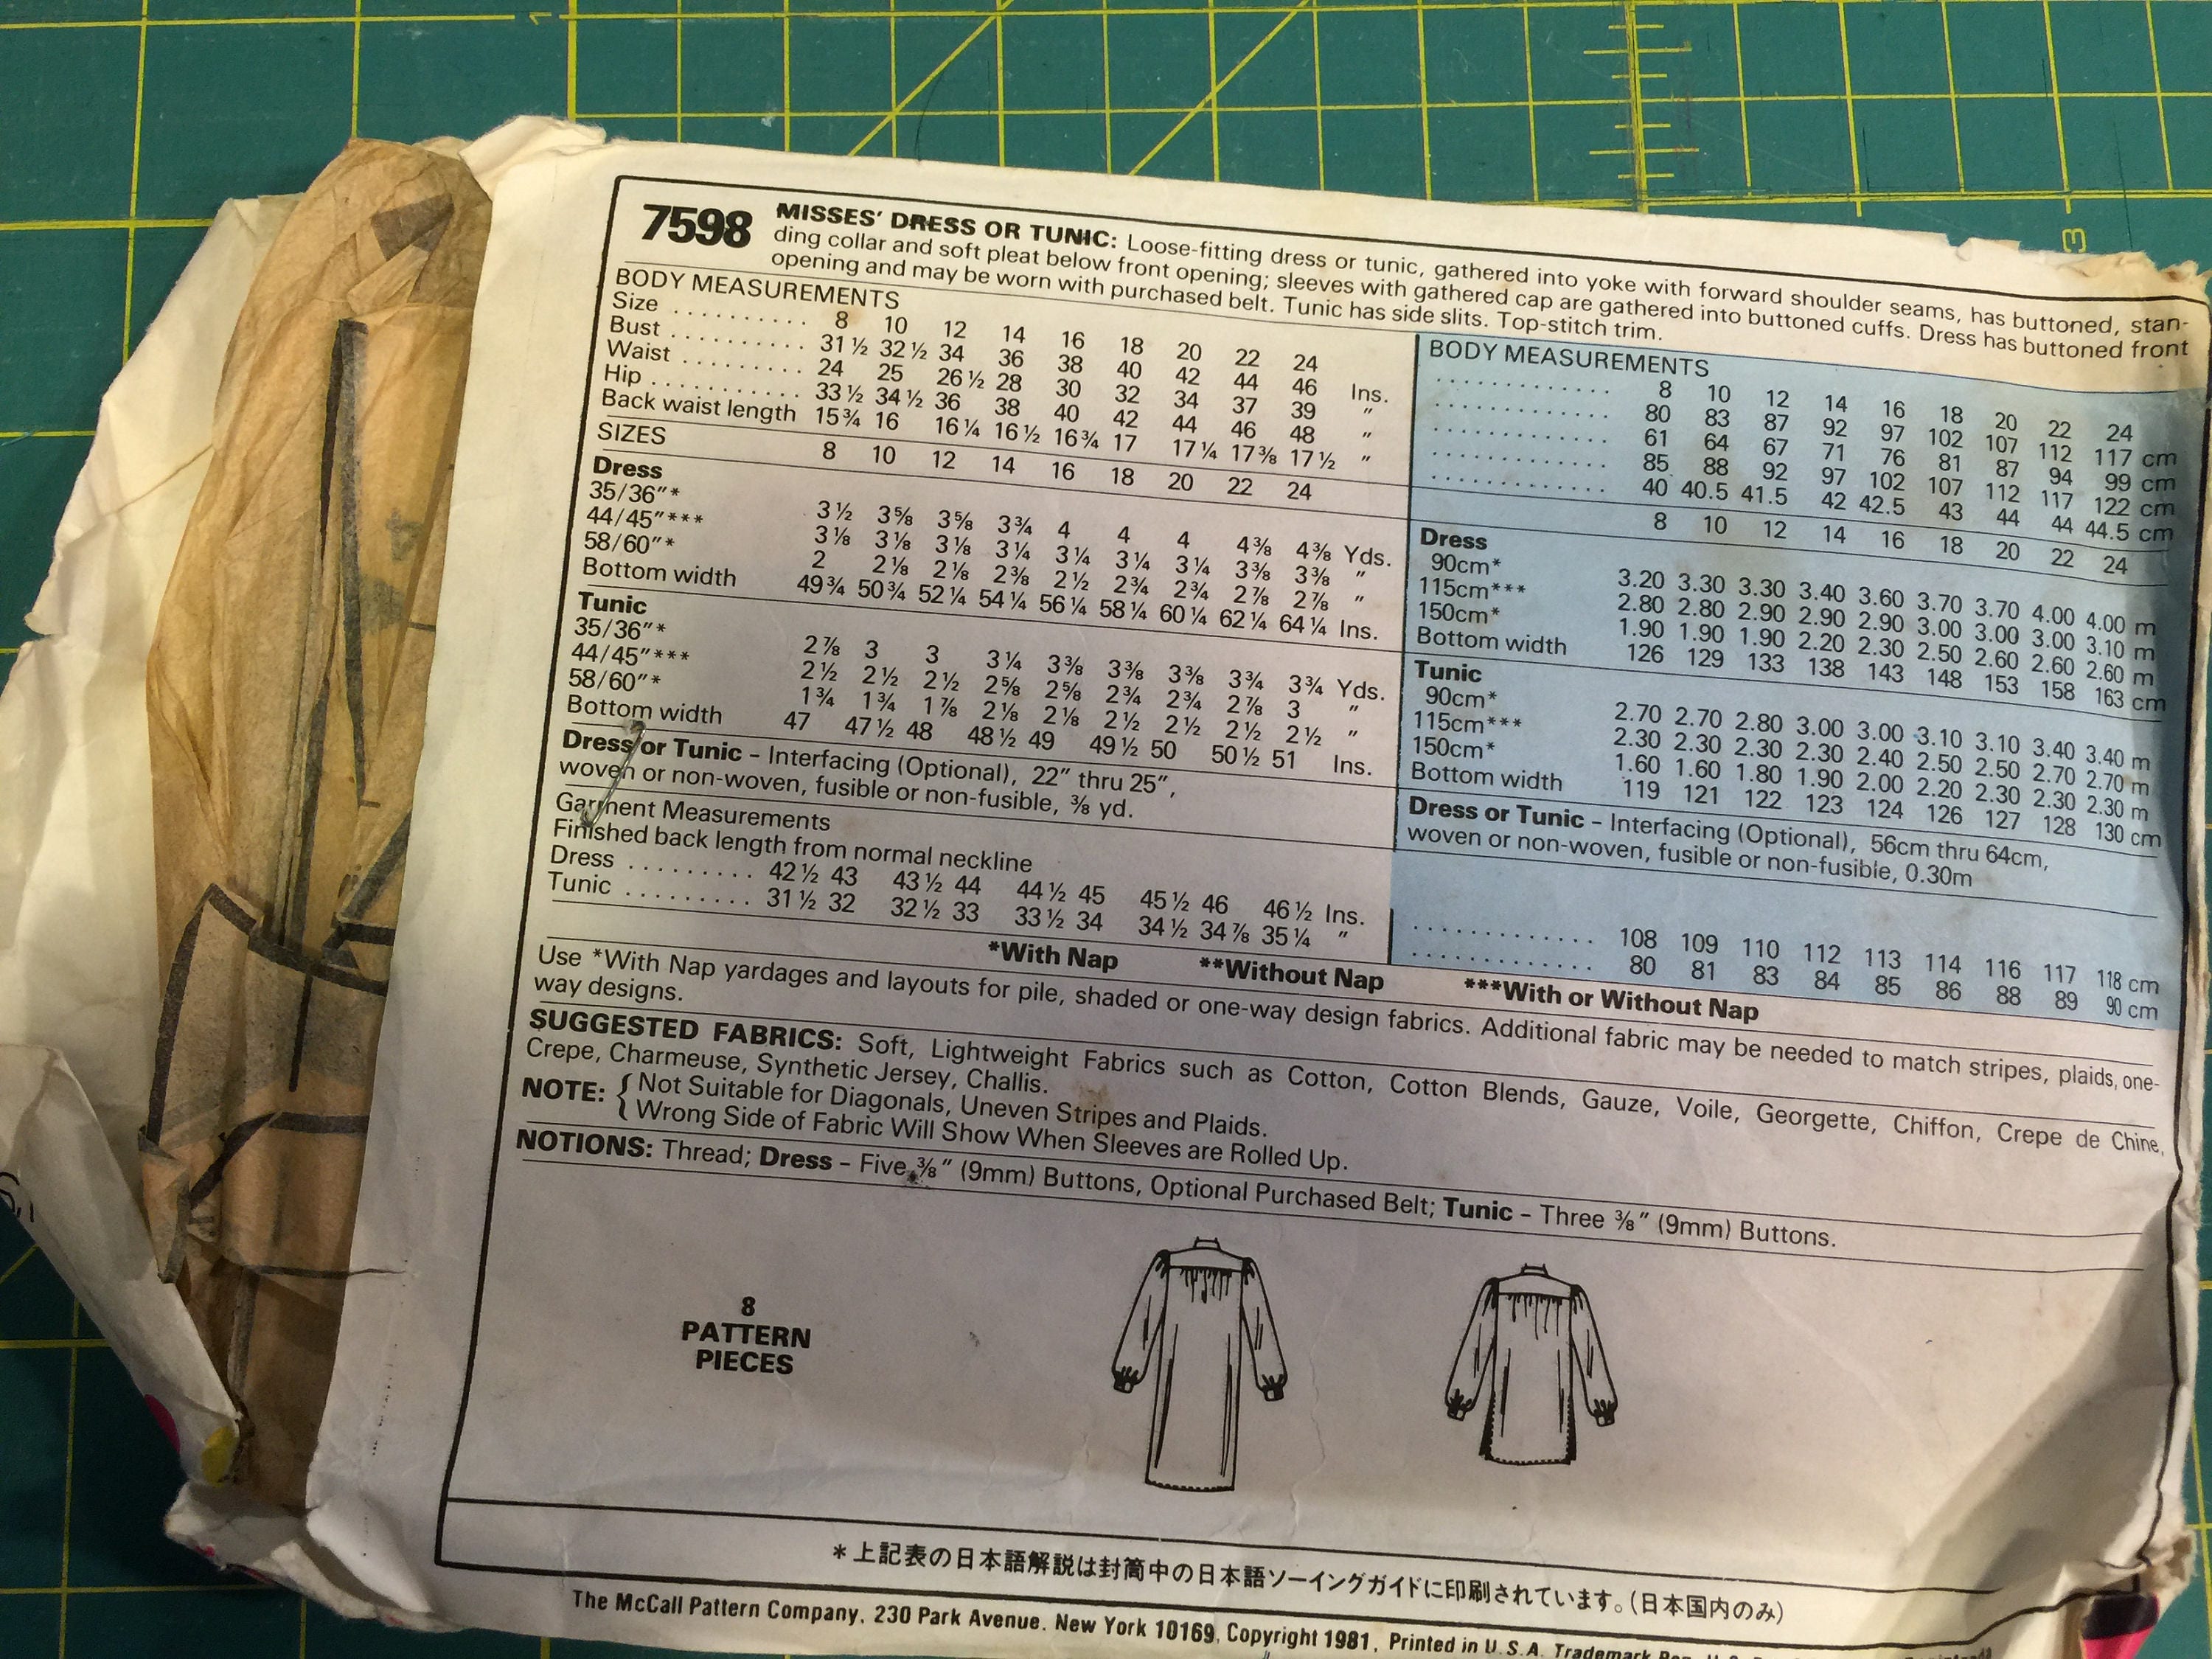 7598 MISSES' DRESS OR TUNIC: Loose-fitting dress or tunic, gathered into yoke with forward shoulder seams, has buttoned, stan-
ding collar and soft pleat below front opening; sleeves with gathered cap are gathered into buttoned cuffs. Dress has buttoned front
opening and may be worn with purchased belt. Tunic has side slits. Top-stitch trim.
BODY MEASUREMENTS
Size .......... 8 10 12 14 16 18 20 22 24
Bust .......... 31½ 32½ 34 36 38 40 42 44 46 Ins.
Waist ......... 24 25 26½ 28 30 32 34 37 39 "
Hip ........... 33½ 34½ 36 38 40 42 44 46 48 "
Back waist length 15¾ 16 16¼ 16½ 16¾ 17 17¼ 17⅜ 17½ "
SIZES 8 10 12 14 16 18 20 22 24
Dress
35/36"* 3½ 3⅝ 3⅝ 3¾ 4 4 4 4⅜ 4⅜ Yds.
44/45"*** 3⅛ 3⅛ 3⅛ 3¼ 3¼ 3¼ 3¼ 3⅜ 3⅜ "
58/60"* 2 2⅛ 2⅛ 2⅜ 2½ 2¾ 2¾ 2⅞ 2⅞ "
Bottom width 49¾ 50¾ 52¼ 54¼ 56¼ 58¼ 60¼ 62¼ 64¼ Ins.
Tunic
35/36"* 2⅞ 3 3 3¼ 3⅜ 3⅜ 3⅜ 3¾ 3¾ Yds.
44/45"*** 2½ 2½ 2½ 2⅝ 2⅝ 2¾ 2¾ 2⅞ 3 "
58/60"* 1¾ 1¾ 1⅞ 2⅛ 2⅛ 2½ 2½ 2½ 2½ "
Bottom width 47 47½ 48 48½ 49 49½ 50 50½ 51 Ins.
Dress or Tunic – Interfacing (Optional), 22" thru 25",
woven or non-woven, fusible or non-fusible, ⅜ yd.
Garment Measurements
Finished back length from normal neckline
Dress ......... 42½ 43 43½ 44 44½ 45 45½ 46 46½ Ins.
Tunic ......... 31½ 32 32½ 33 33½ 34 34½ 34⅞ 35¼ "
BODY MEASUREMENTS
............. 8 10 12 14 16 18 20 22 24
............. 80 83 87 92 97 102 107 112 117 cm
............. 61 64 67 71 76 81 87 94 99 cm
............. 85 88 92 97 102 107 112 117 122 cm
............. 40 40.5 41.5 42 42.5 43 44 44 44.5 cm
8 10 12 14 16 18 20 22 24
Dress
90cm* 3.20 3.30 3.30 3.40 3.60 3.70 3.70 4.00 4.00 m
115cm*** 2.80 2.80 2.90 2.90 2.90 3.00 3.00 3.00 3.10 m
150cm* 1.90 1.90 1.90 2.20 2.30 2.50 2.60 2.60 2.60 m
Bottom width 126 129 133 138 143 148 153 158 163 cm
Tunic
90cm* 2.70 2.70 2.80 3.00 3.00 3.10 3.10 3.40 3.40 m
115cm*** 2.30 2.30 2.30 2.30 2.40 2.50 2.50 2.70 2.70 m
150cm* 1.60 1.60 1.80 1.90 2.00 2.20 2.30 2.30 2.30 m
Bottom width 119 121 122 123 124 126 127 128 130 cm
Dress or Tunic – Interfacing (Optional), 56cm thru 64cm,
woven or non-woven, fusible or non-fusible, 0.30m
............. 108 109 110 112 113 114 116 117 118 cm
............. 80 81 83 84 85 86 88 89 90 cm
*With Nap **Without Nap ***With or Without Nap
Use *With Nap yardages and layouts for pile, shaded or one-way design fabrics. Additional fabric may be needed to match stripes, plaids, one-
way designs.
SUGGESTED FABRICS: Soft, Lightweight Fabrics such as Cotton, Cotton Blends, Gauze, Voile, Georgette, Chiffon, Crepe de Chine,
Crepe, Charmeuse, Synthetic Jersey, Challis.
NOTE: { Not Suitable for Diagonals, Uneven Stripes and Plaids.
Wrong Side of Fabric Will Show When Sleeves are Rolled Up.
NOTIONS: Thread; Dress – Five ⅜" (9mm) Buttons, Optional Purchased Belt; Tunic – Three ⅜" (9mm) Buttons.
8
PATTERN
PIECES
*上記表の日本語解説は封筒中の日本語ソーイングガイドに印刷されています。(日本国内のみ)
The McCall Pattern Company, 230 Park Avenue, New York 10169, Copyright 1981, Printed in U.S.A. Trademark
1
3